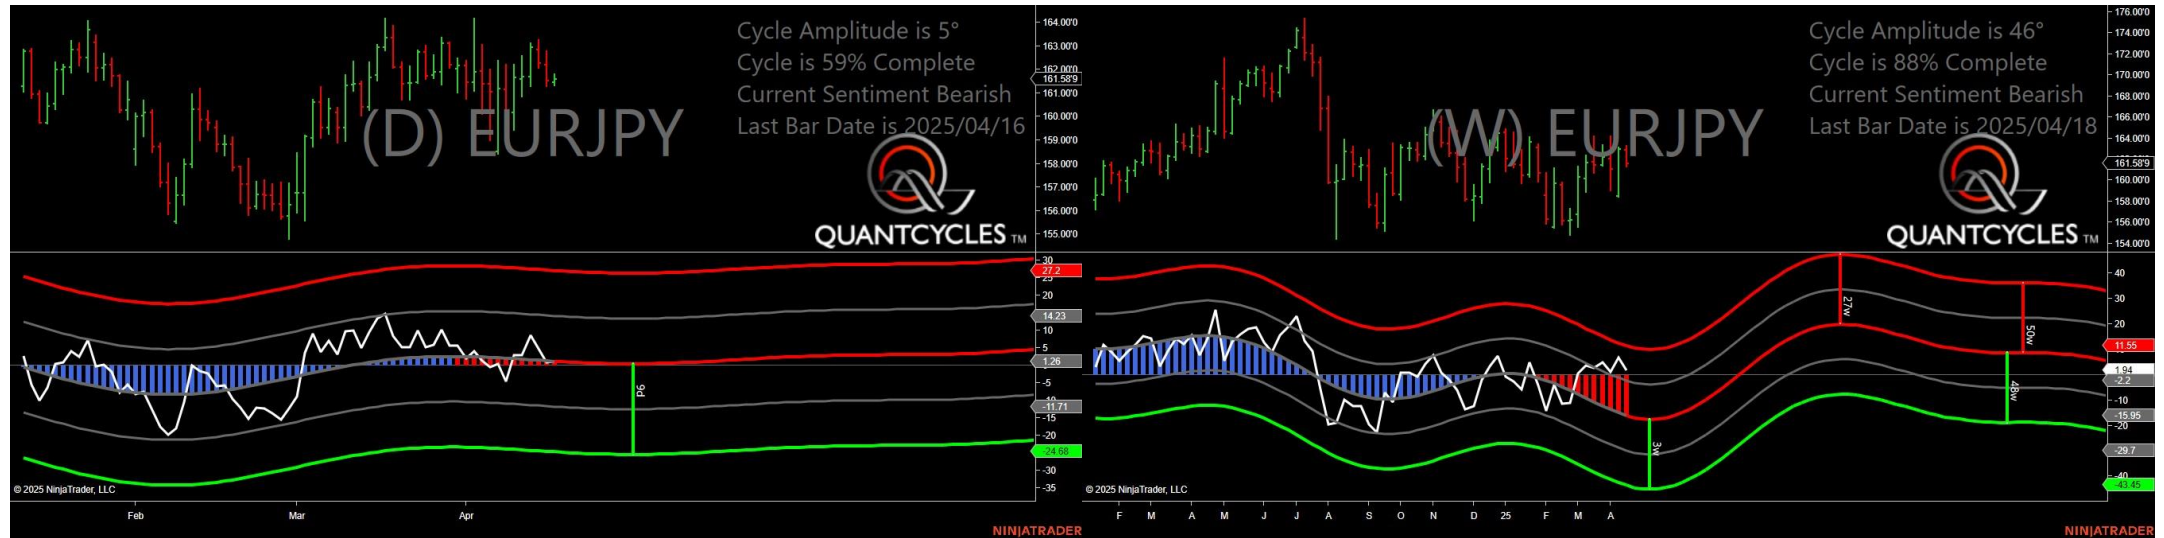 Cycle Amplitude is 5°
Cycle is 59% Complete
Current Sentiment Bearish
Last Bar Date is 2025/04/16
(D) EURJPY
QUANTCYCLES TM
164.00'0
163.00'0
162.00'0
161.58'9
161.00'0
160.00'0
159.00'0
158.00'0
157.00'0
156.00'0
155.00'0
30
27.2
20
14.23
10
5
1.26
-5
-11.71
-15
-20
-24.68
-30
-35
9d
© 2025 NinjaTrader, LLC
Feb Mar Apr
NINJATRADER
Cycle Amplitude is 46°
Cycle is 88% Complete
Current Sentiment Bearish
Last Bar Date is 2025/04/18
(W) EURJPY
QUANTCYCLES TM
176.00'0
174.00'0
172.00'0
170.00'0
168.00'0
166.00'0
164.00'0
161.58'9
160.00'0
158.00'0
156.00'0
154.00'0
40
30
20
11.55
1.94
-2.2
-10
-15.95
-20
-29.7
-40
-43.45
27w
50w
48w
3w
© 2025 NinjaTrader, LLC
F M A M J J A S O N D 25 F M A
NINJATRADER